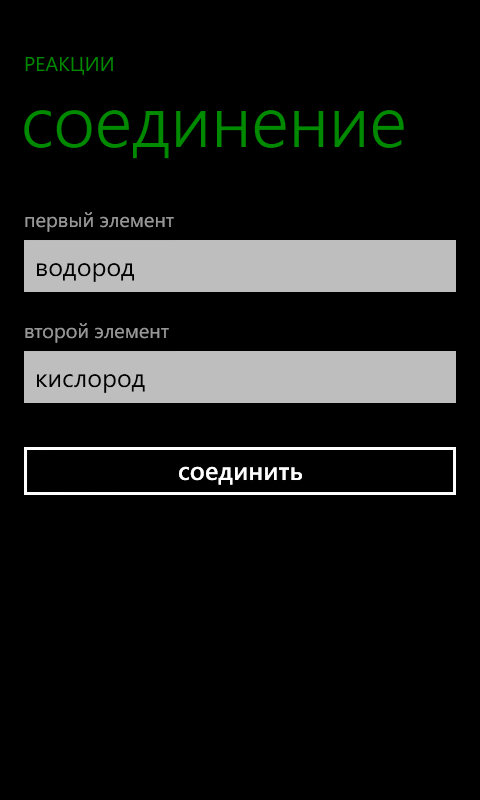 РЕАКЦИИ
соединение
первый элемент
водород
второй элемент
кислород
соединить